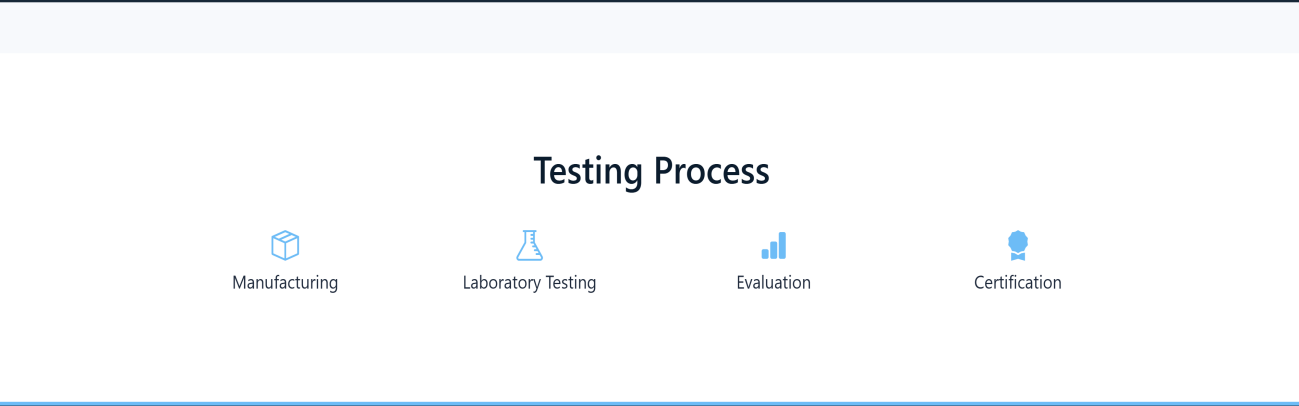 Testing Process
Manufacturing
Laboratory Testing
Evaluation
Certification